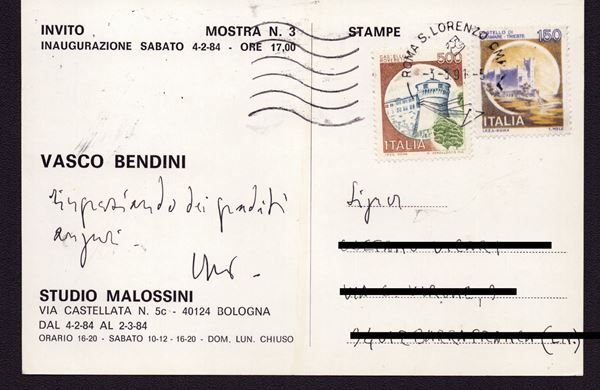 INVITO MOSTRA N. 3
INAUGURAZIONE SABATO 4-2-84 - ORE 17,00
STAMPE
ROMA S. LORENZO
500
ITALIA
150
ITALIA
VASCO BENDINI
ringraziando dei graditi
auguri.
STUDIO MALOSSINI
VIA CASTELLATA N. 5c - 40124 BOLOGNA
DAL 4-2-84 AL 2-3-84
ORARIO 16-20 - SABATO 10-12 - 16-20 - DOM. LUN. CHIUSO
Signor